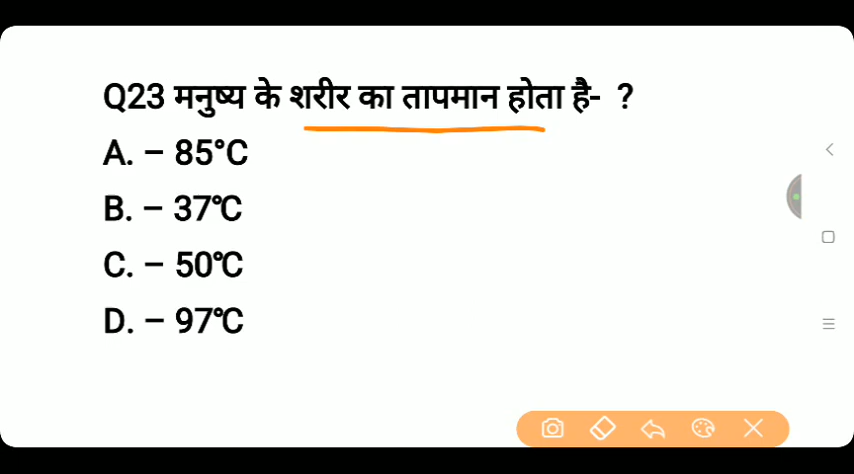 Q23 मनुष्य के शरीर का तापमान होता है- ?
A. – 85°C
B. – 37℃
C. – 50℃
D. – 97℃